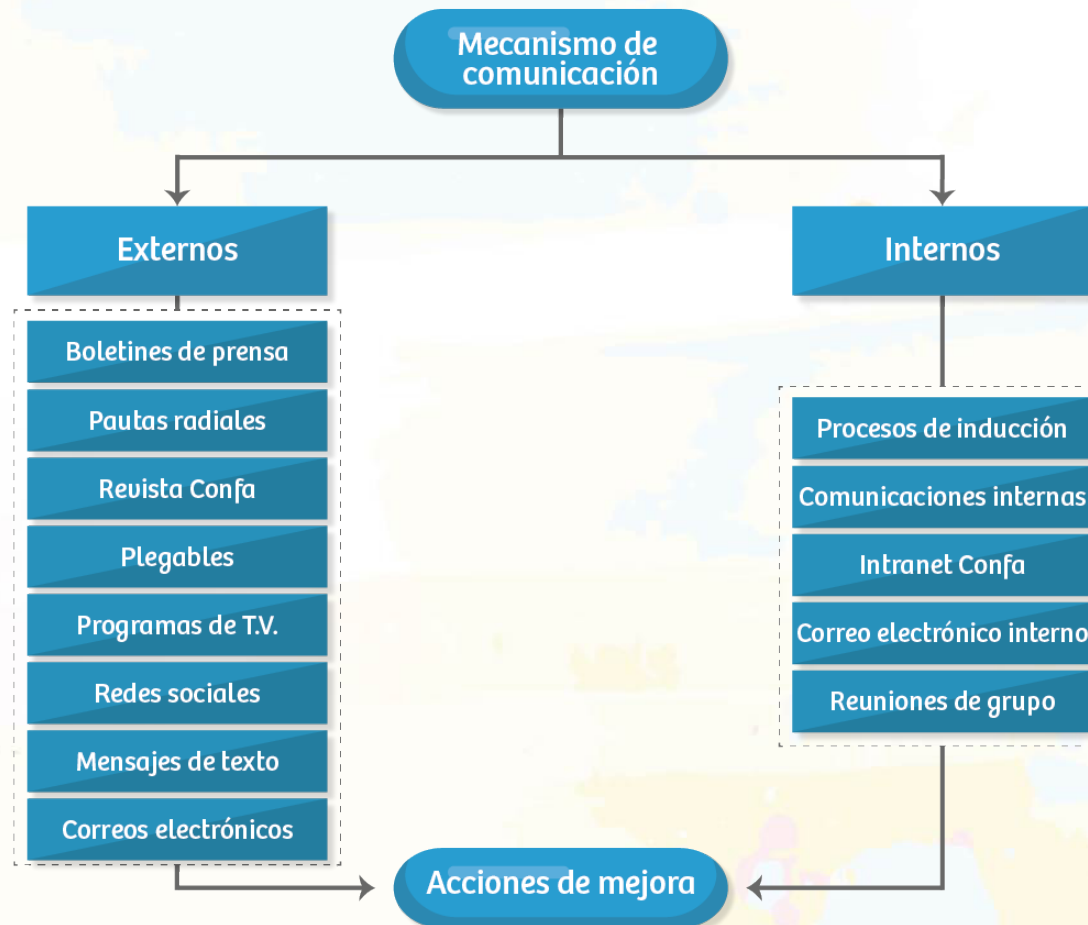 Mecanismo de
comunicación
Externos
Boletines de prensa
Pautas radiales
Revista Confa
Plegables
Programas de T.V.
Redes sociales
Mensajes de texto
Correos electrónicos
Internos
Procesos de inducción
Comunicaciones internas
Intranet Confa
Correo electrónico interno
Reuniones de grupo
Acciones de mejora